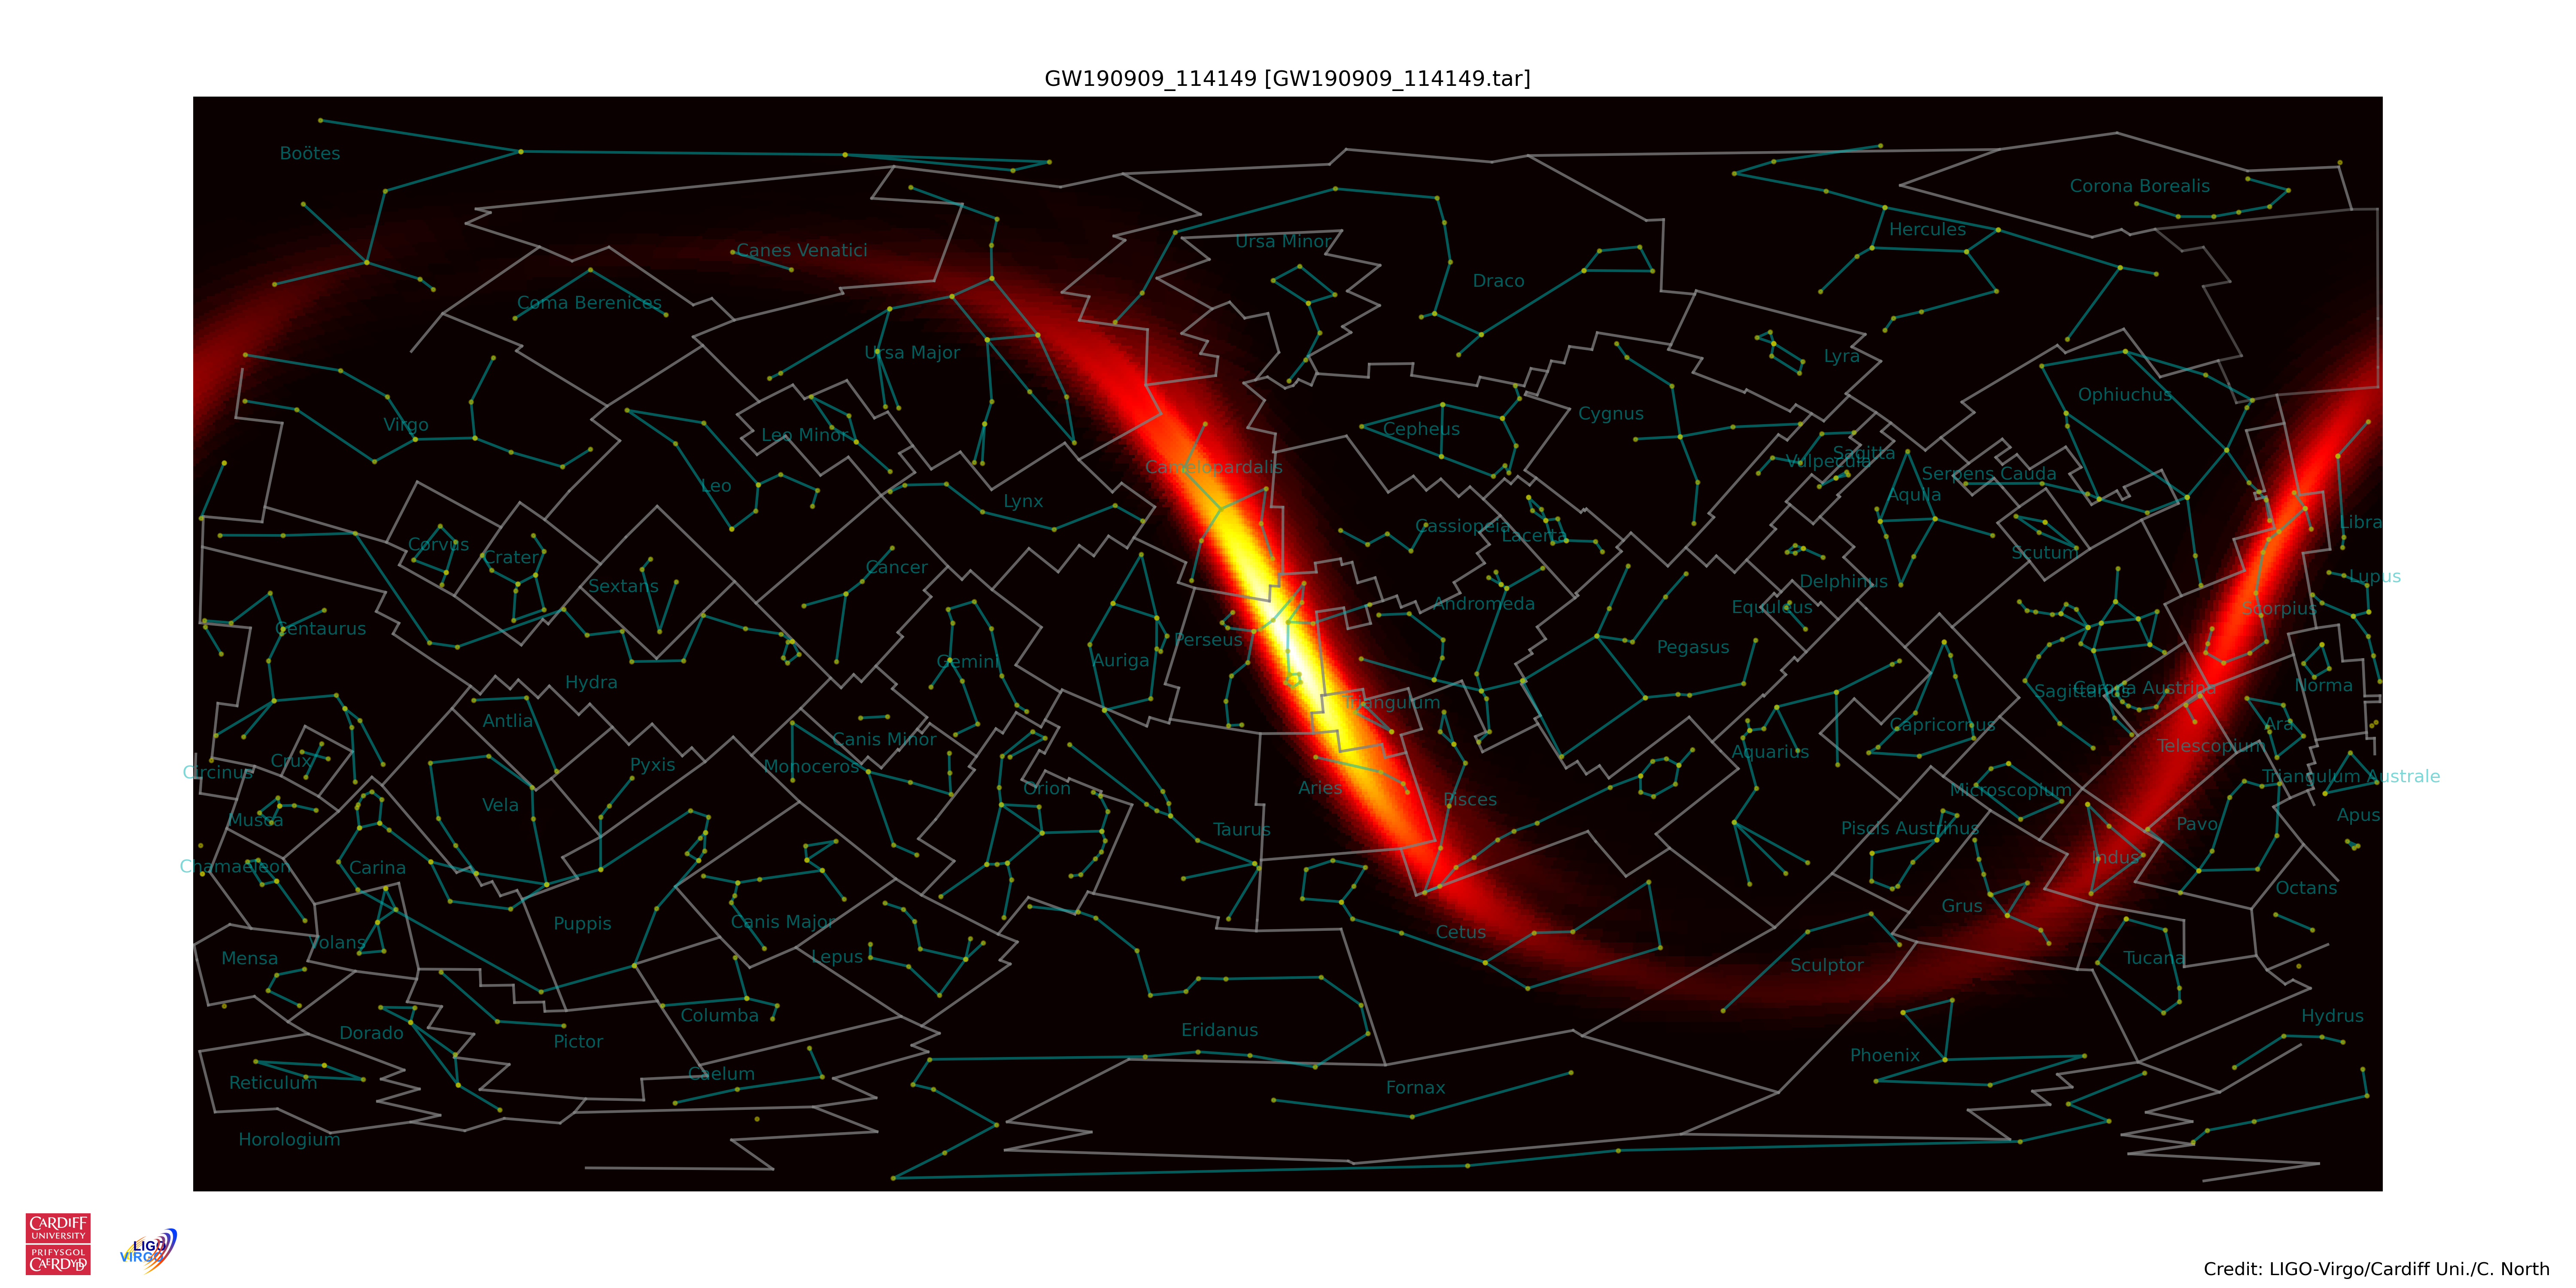 GW190909_114149 [GW190909_114149.tar]
Boötes
Corona Borealis
Hercules
Ursa Minor
Canes Venatici
Draco
Coma Berenices
Ursa Major
Lyra
Ophiuchus
Cygnus
Virgo
Cepheus
Leo Minor
Sagitta
Vulpecula
Camelopardalis
Serpens Cauda
Leo
Aquila
Lynx
Libra
Cassiopeia
Lacerta
Corvus
Crater
Scutum
Cancer
Lupus
Delphinus
Sextans
Andromeda
Equuleus
Scorpius
Centaurus
Perseus
Pegasus
Gemini
Auriga
Hydra
Norma
Sagittarius
Corona Austrina
Triangulum
Antlia
Ara
Capricornus
Canis Minor
Telescopium
Aquarius
Crux
Pyxis
Monoceros
Circinus
Triangulum Australe
Orion
Aries
Microscopium
Pisces
Vela
Apus
Musca
Pavo
Piscis Austrinus
Taurus
Indus
Chamaeleon
Carina
Octans
Grus
Puppis
Canis Major
Cetus
Volans
Mensa
Lepus
Tucana
Sculptor
Columba
Hydrus
Eridanus
Dorado
Pictor
Phoenix
Caelum
Reticulum
Fornax
Horologium
CARDIFF
UNIVERSITY
PRIFYSGOL
CAERDYDD
LIGO
VIRGO
Credit: LIGO-Virgo/Cardiff Uni./C. North